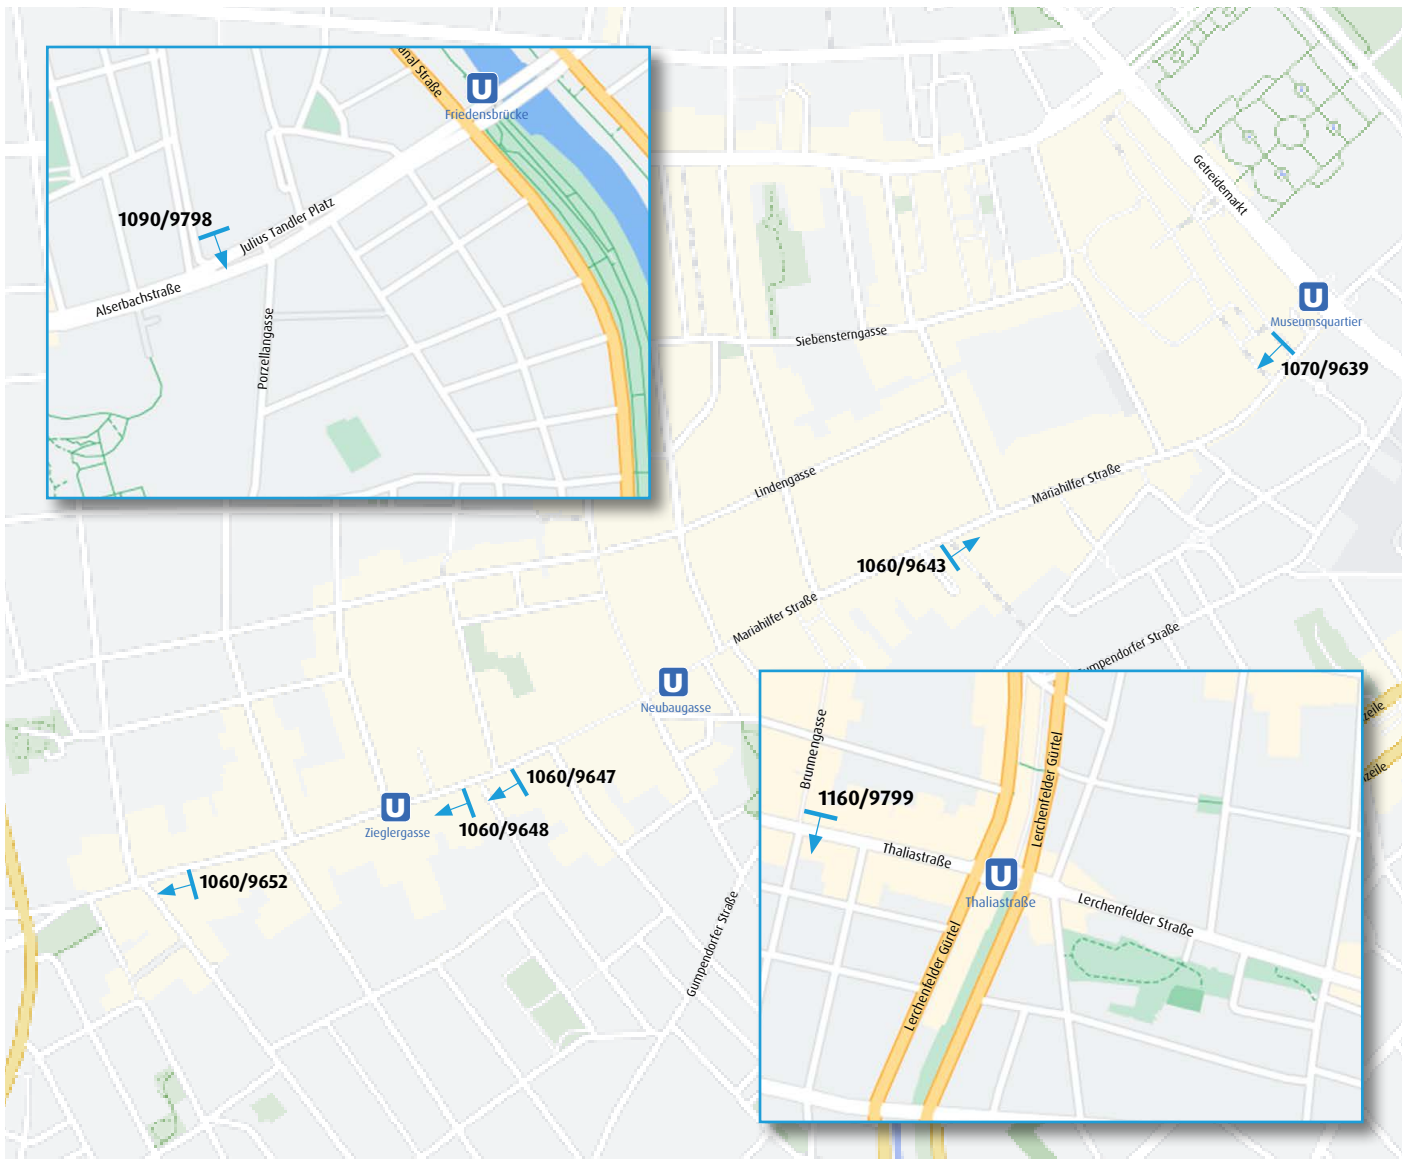 anal Straße
U
Friedensbrücke
1090/9798
Julius Tandler Platz
Alserbachstraße
Porzellangasse
Getreidemarkt
U
Museumsquartier
1070/9639
Siebensterngasse
Lindengasse
Mariahilfer Straße
1060/9643
Mariahilfer Straße
umpendorfer Straße
U
Neubaugasse
1060/9647
U
Zieglergasse
1060/9648
1060/9652
Gumpendorfer Straße
zeile
zeile
Brunnengasse
Lerchenfelder Gürtel
1160/9799
Thaliastraße
U
Thaliastraße
Lerchenfelder Straße
Lerchenfelder Gürtel